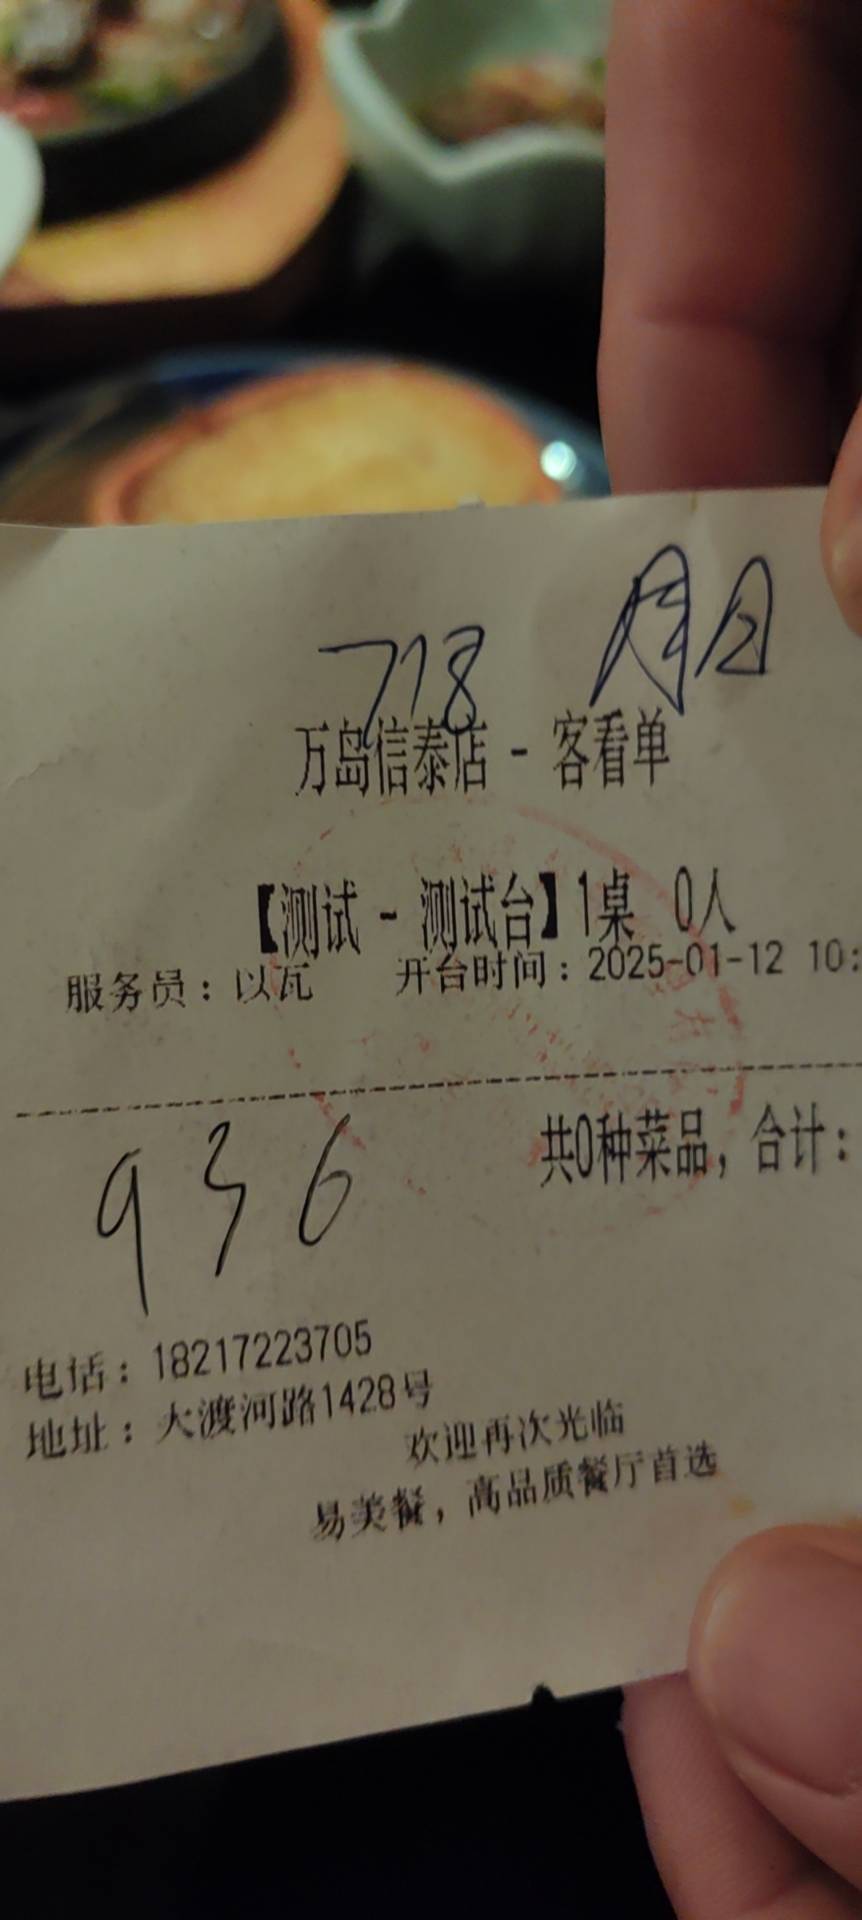 718
万岛信泰店 - 客看单
【测试 - 测试台】1桌 0人
服务员：以瓦 开台时间：2025-01-12 10:
共0种菜品，合计：
936
电话：18217223705
地址：大渡河路1428号
欢迎再次光临
易美餐，高品质餐厅首选